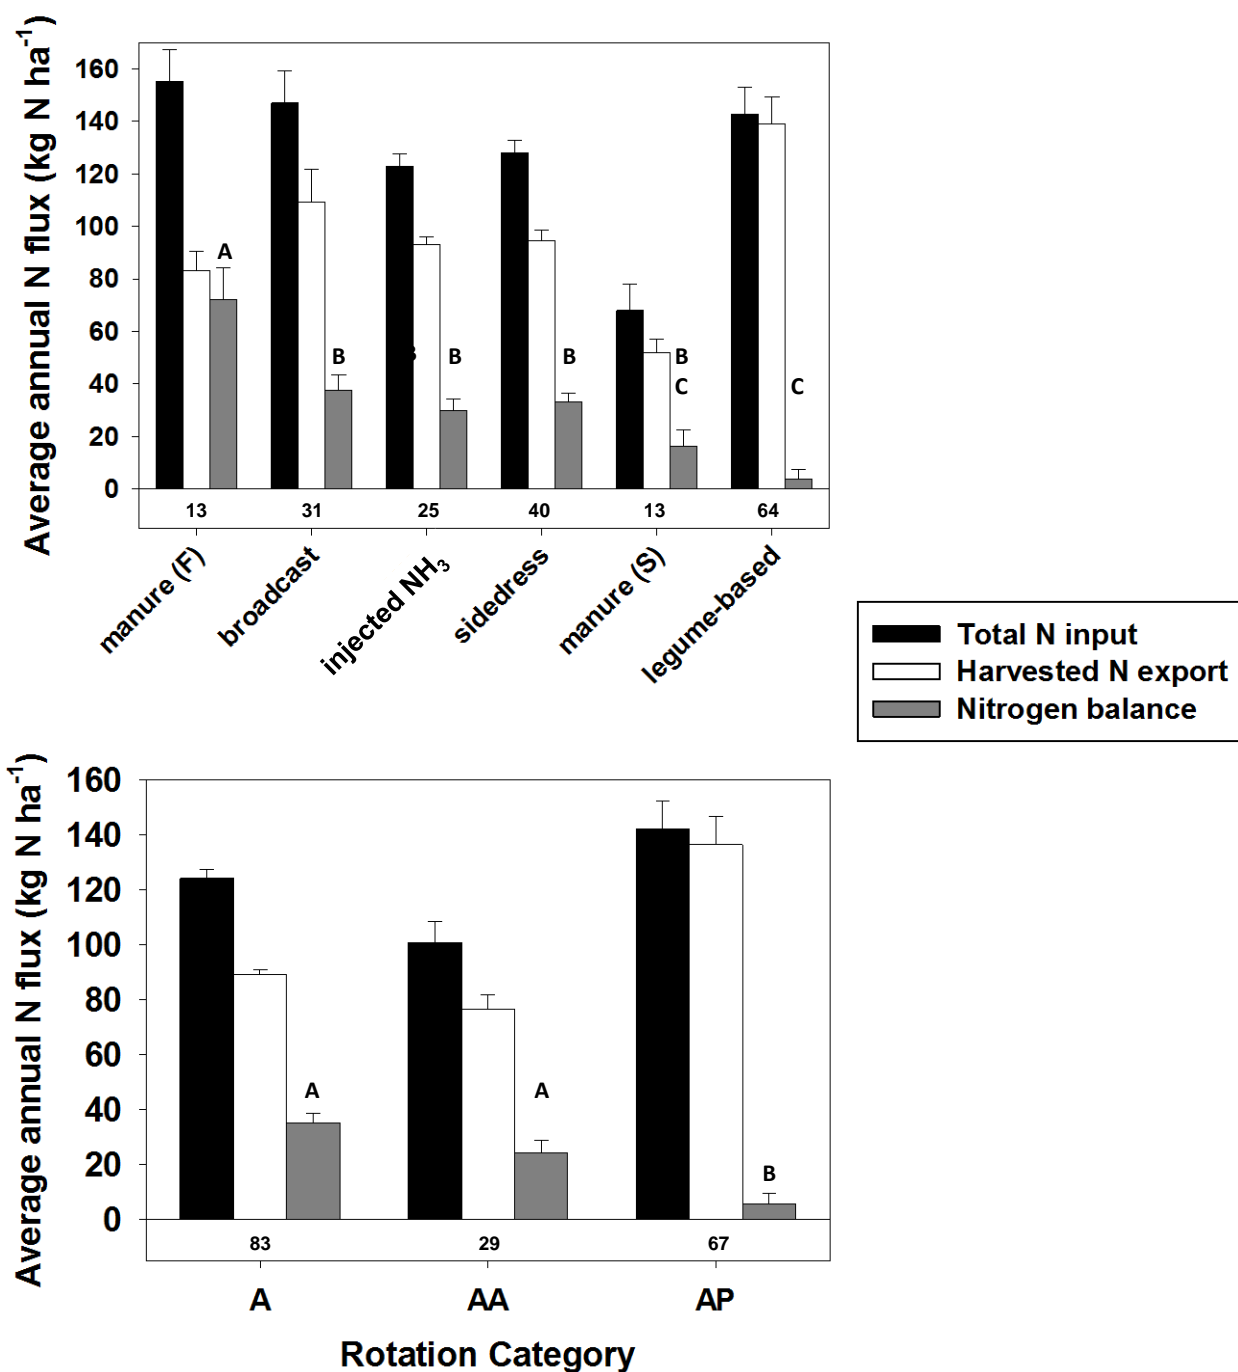 Average annual N flux (kg N ha⁻¹)
160
140
120
100
80
60
40
20
0
A
B
B
B
B
B
C
C
13 31 25 40 13 64
manure (F) broadcast injected NH₃ sidedress manure (S) legume-based
Total N input
Harvested N export
Nitrogen balance
Average annual N flux (kg N ha⁻¹)
160
140
120
100
80
60
40
20
0
A
A
B
83 29 67
A AA AP
Rotation Category